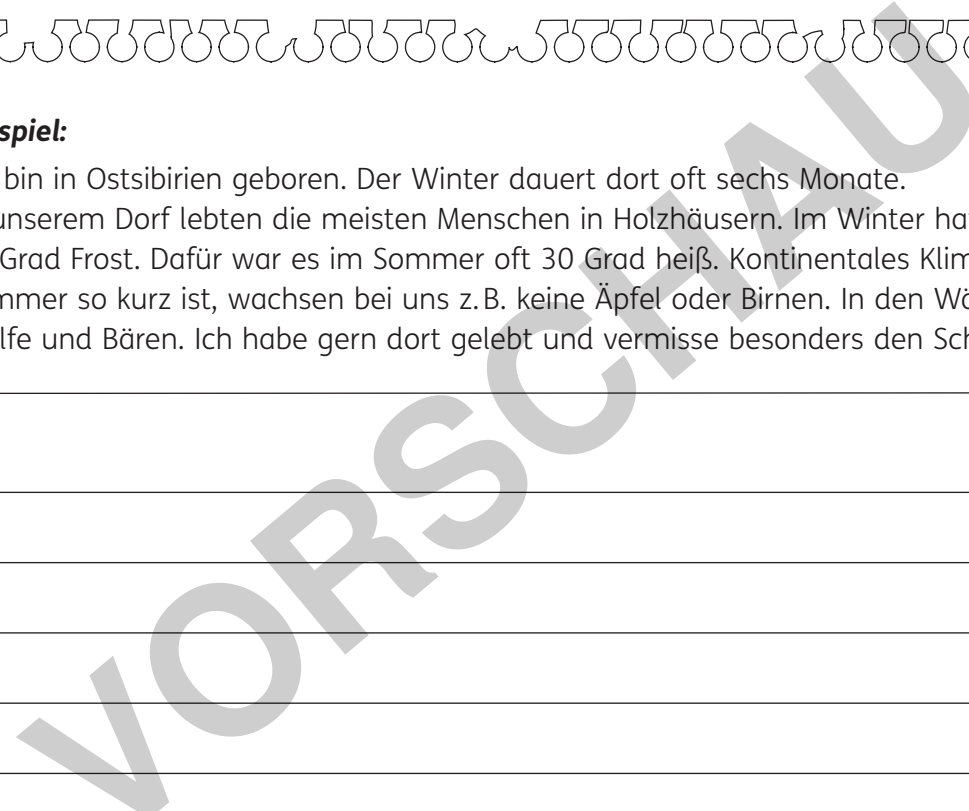 spiel:
bin in Ostsibirien geboren. Der Winter dauert dort oft sechs Monate.
unserem Dorf lebten die meisten Menschen in Holzhäusern. Im Winter ha
Grad Frost. Dafür war es im Sommer oft 30 Grad heiß. Kontinentales Klim
mmer so kurz ist, wachsen bei uns z.B. keine Äpfel oder Birnen. In den Wä
lfe und Bären. Ich habe gern dort gelebt und vermisse besonders den Sch
VORSCHAU